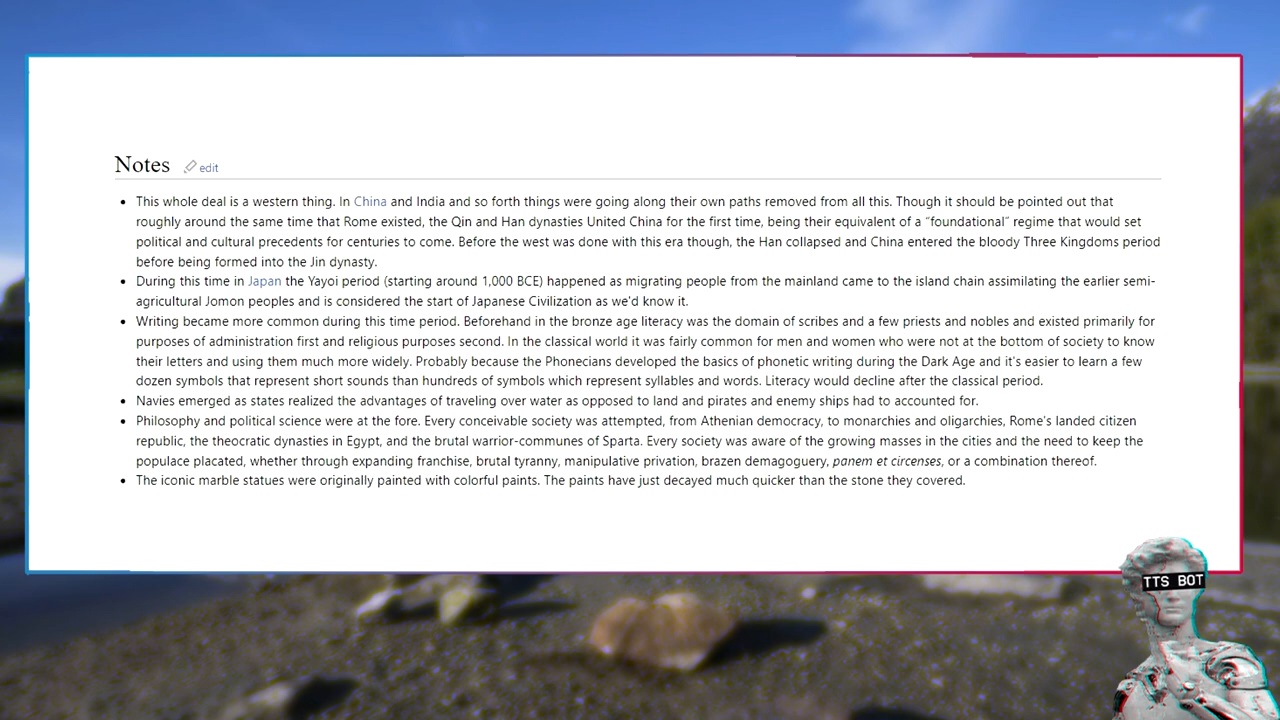 Notes edit
This whole deal is a western thing. In China and India and so forth things were going along their own paths removed from all this. Though it should be pointed out that
roughly around the same time that Rome existed, the Qin and Han dynasties United China for the first time, being their equivalent of a "foundational" regime that would set
political and cultural precedents for centuries to come. Before the west was done with this era though, the Han collapsed and China entered the bloody Three Kingdoms period
before being formed into the Jin dynasty.
During this time in Japan the Yayoi period (starting around 1,000 BCE) happened as migrating people from the mainland came to the island chain assimilating the earlier semi-
agricultural Jomon peoples and is considered the start of Japanese Civilization as we'd know it.
Writing became more common during this time period. Beforehand in the bronze age literacy was the domain of scribes and a few priests and nobles and existed primarily for
purposes of administration first and religious purposes second. In the classical world it was fairly common for men and women who were not at the bottom of society to know
their letters and using them much more widely. Probably because the Phonecians developed the basics of phonetic writing during the Dark Age and it's easier to learn a few
dozen symbols that represent short sounds than hundreds of symbols which represent syllables and words. Literacy would decline after the classical period.
Navies emerged as states realized the advantages of traveling over water as opposed to land and pirates and enemy ships had to accounted for.
Philosophy and political science were at the fore. Every conceivable society was attempted, from Athenian democracy, to monarchies and oligarchies, Rome's landed citizen
republic, the theocratic dynasties in Egypt, and the brutal warrior-communes of Sparta. Every society was aware of the growing masses in the cities and the need to keep the
populace placated, whether through expanding franchise, brutal tyranny, manipulative privation, brazen demagoguery, panem et circenses, or a combination thereof.
The iconic marble statues were originally painted with colorful paints. The paints have just decayed much quicker than the stone they covered.
TTS BOT